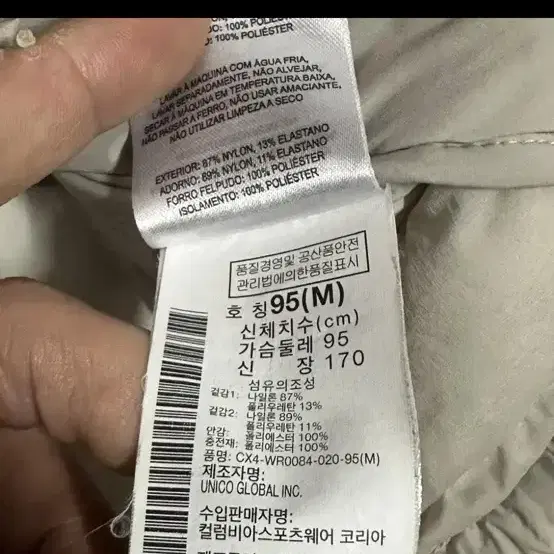 DO: 100% POLIÉSTER
O: 100% POLIÉSTER
LAVAR À MÁQUINA COM ÁGUA FRIA,
LAVAR SEPARADAMENTE, NÃO ALVEJAR,
SECAR À MÁQUINA EM TEMPERATURA BAIXA,
NÃO PASSAR A FERRO, NÃO USAR AMACIANTE,
NÃO UTILIZAR LIMPEZA A SECO
EXTERIOR: 87% NYLON, 13% ELASTANO
ADORNO: 89% NYLON, 11% ELASTANO
FORRO FELPUDO: 100% POLIÉSTER
ISOLAMENTO: 100% POLIÉSTER
품질경영및 공산품안전
관리법에의한품질표시
호 칭 95(M)
신체치수(cm)
가슴둘레 95
신 장 170
섬유의조성
겉감1: 나일론 87%
폴리우레탄 13%
겉감2: 나일론 89%
폴리우레탄 11%
안감: 폴리에스터 100%
충전재: 폴리에스터 100%
품명: CX4-WR0084-020-95(M)
제조자명:
UNICO GLOBAL INC.
수입판매자명
컬럼비아스포츠웨어 코리아